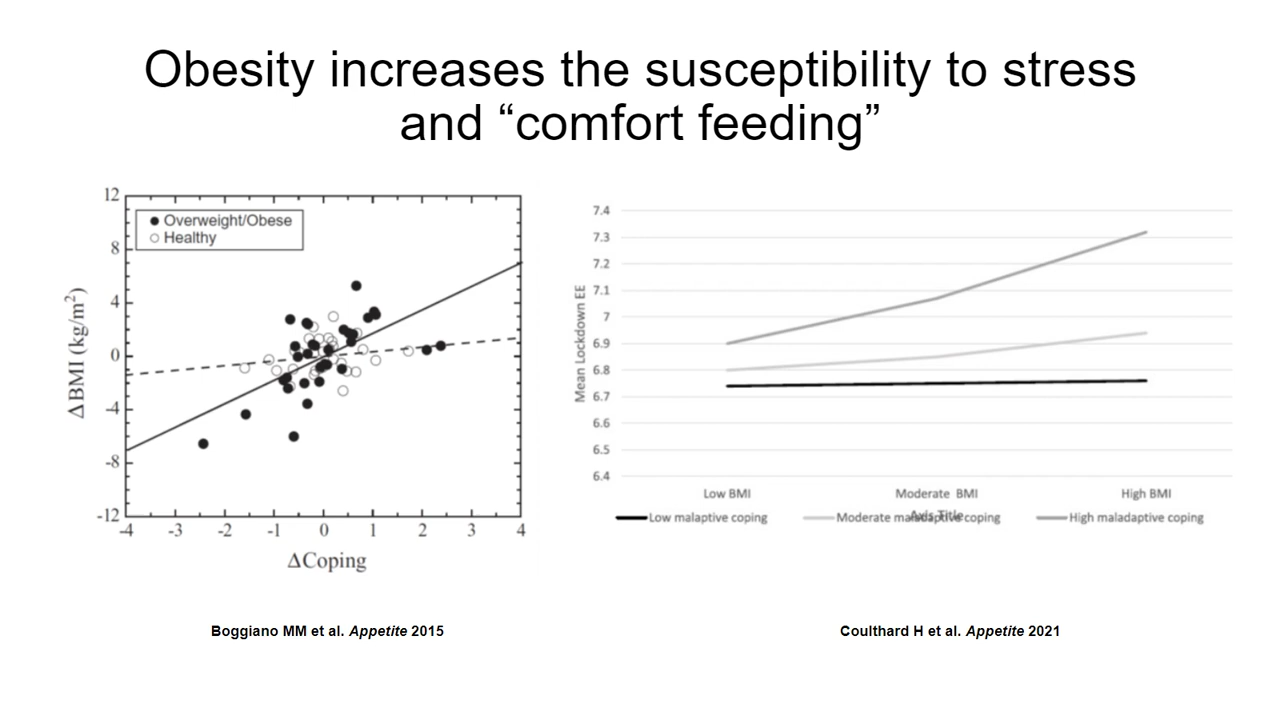 Obesity increases the susceptibility to stress
and “comfort feeding”
12
8
4
0
-4
-8
-12
ΔBMI (kg/m²)
Overweight/Obese
Healthy
-4 -3 -2 -1 0 1 2 3 4
ΔCoping
7.4
7.3
7.2
7.1
7
6.9
6.8
6.7
6.6
6.5
6.4
Mean Lockdown EE
Low BMI Moderate BMI High BMI
Axis Title
Low malaptive coping Moderate maladaptive coping High maladaptive coping
Boggiano MM et al. Appetite 2015
Coulthard H et al. Appetite 2021